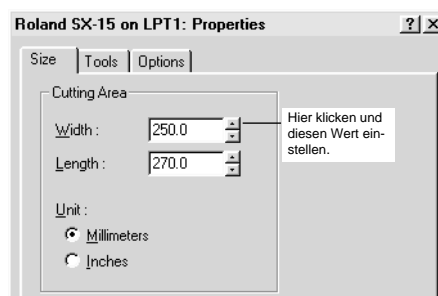 Roland SX-15 on LPT1: Properties ? X
Size Tools Options
Cutting Area
Width : 250.0
Hier klicken und
diesen Wert ein-
stellen.
Length : 270.0
Unit :
Millimeters
Inches